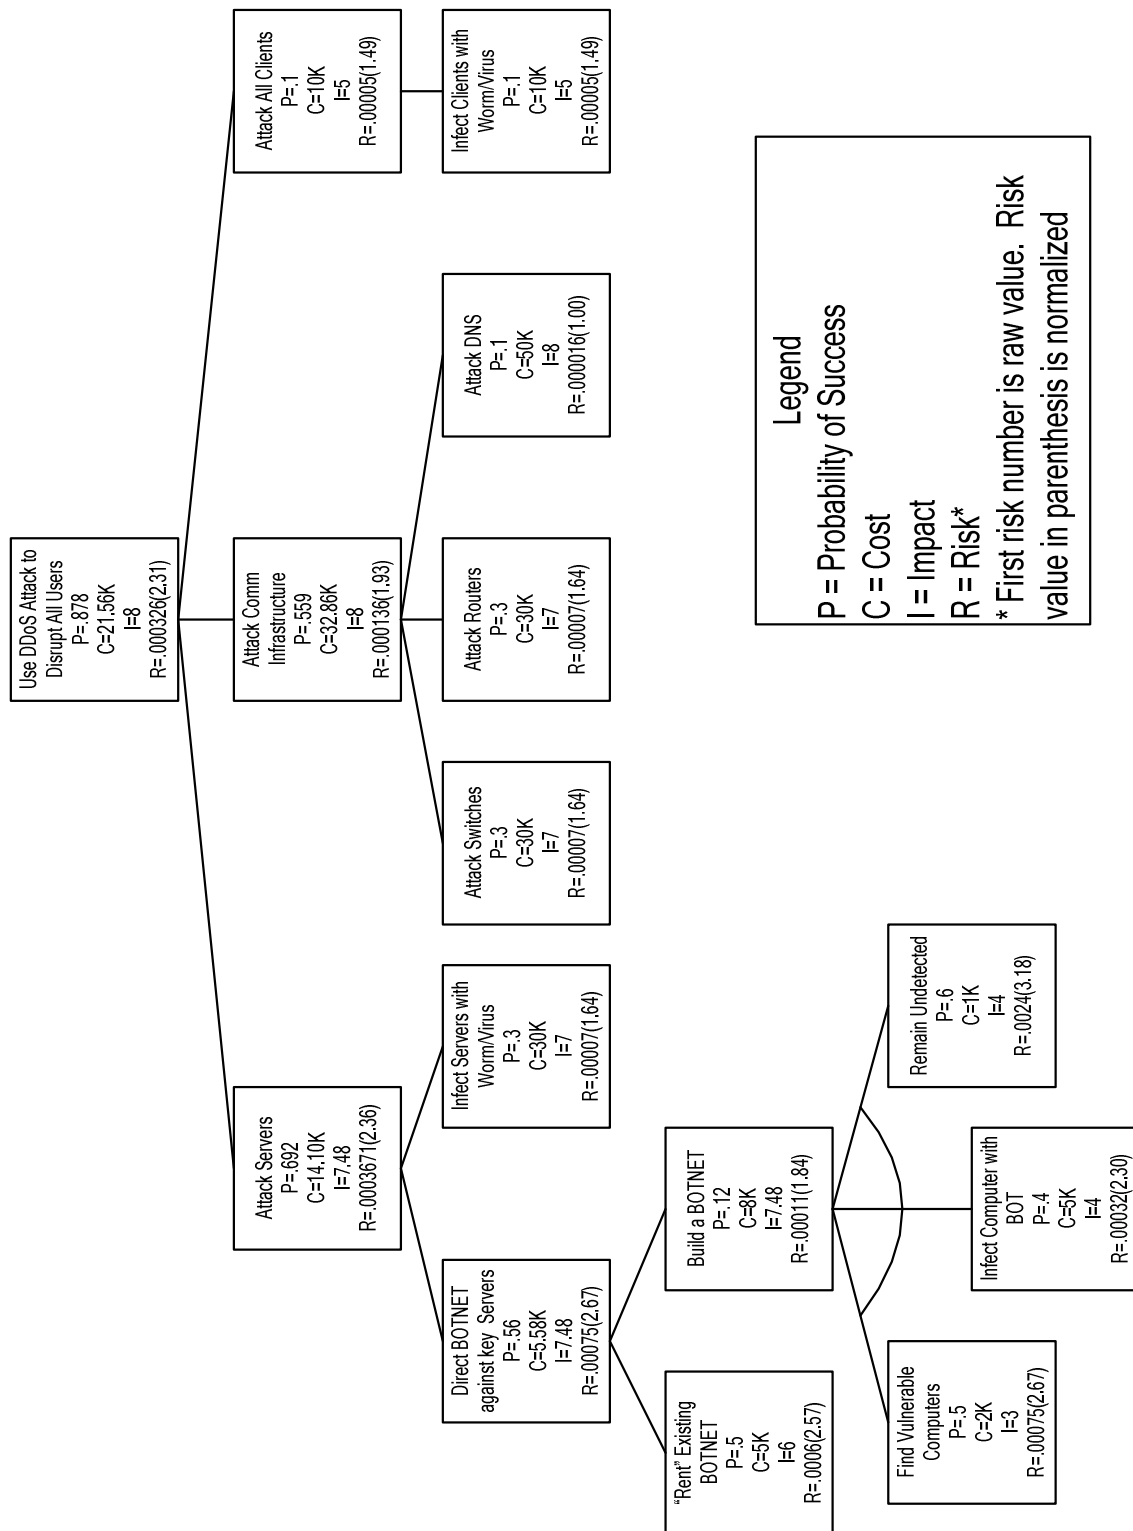 Use DDoS Attack to
Disrupt All Users
P=.878
C=21.56K
I=8
R=.000326(2.31)
Attack Servers
P=.692
C=14.10K
I=7.48
R=.0003671(2.36)
Attack Comm
Infrastructure
P=.559
C=32.86K
I=8
R=.000136(1.93)
Attack All Clients
P=.1
C=10K
I=5
R=.00005(1.49)
Direct BOTNET
against key Servers
P=.56
C=5.58K
I=7.48
R=.00075(2,67)
Infect Servers with
Worm/Virus
P=.3
C=30K
I=7
R=.00007(1.64)
Attack Switches
P=.3
C=30K
I=7
R=.00007(1.64)
Attack Routers
P=.3
C=30K
I=7
R=.00007(1.64)
Attack DNS
P=.1
C=50K
I=8
R=.000016(1.00)
Infect Clients with
Worm/Virus
P=.1
C=10K
I=5
R=.00005(1.49)
“Rent” Existing
BOTNET
P=.5
C=5K
I=6
R=.0006(2.57)
Build a BOTNET
P=.12
C=8K
I=7.48
R=.00011(1.84)
Find Vulnerable
Computers
P=.5
C=2K
I=3
R=.00075(2.67)
Infect Computer with
BOT
P=.4
C=5K
I=4
R=.00032(2.30)
Remain Undetected
P=.6
C=1K
I=4
R=.0024(3.18)
Legend
P = Probability of Success
C = Cost
I = Impact
R = Risk*
* First risk number is raw value. Risk
value in parenthesis is normalized